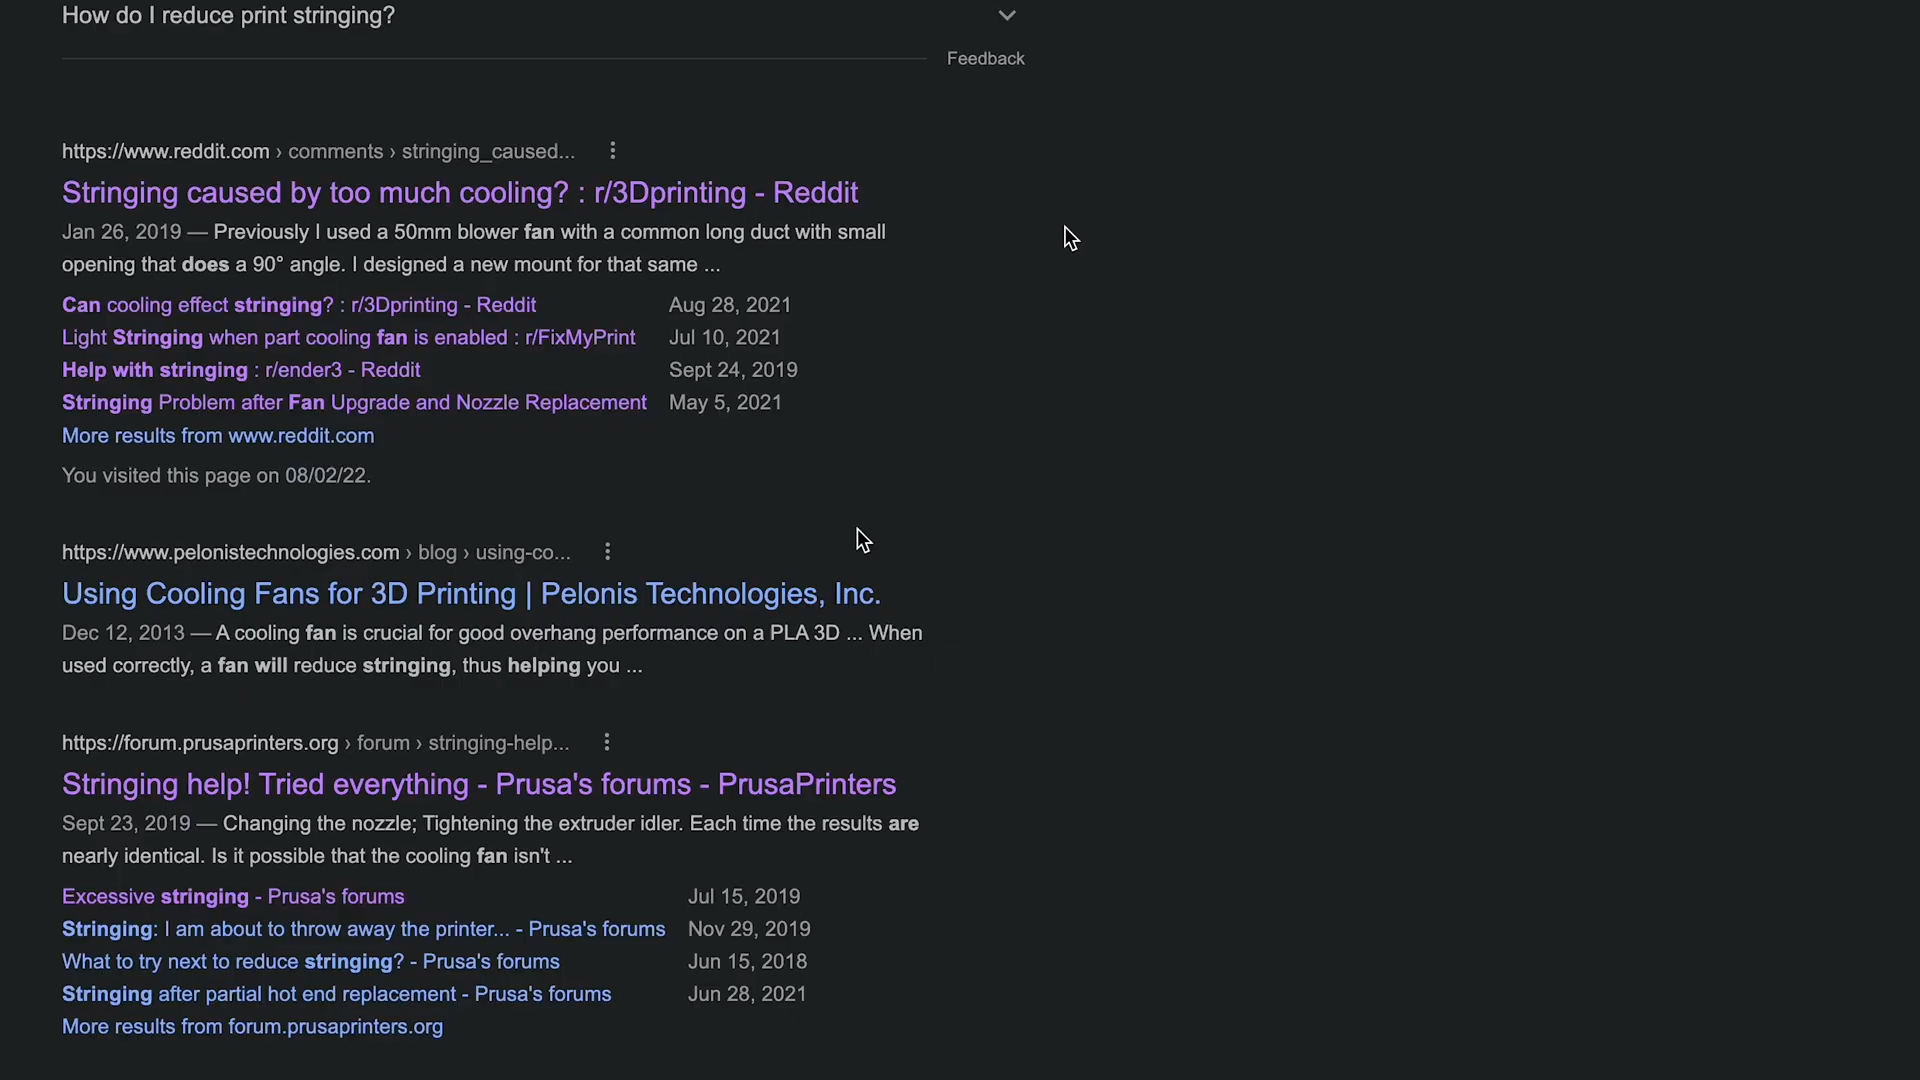 How do I reduce print stringing?
Feedback
https://www.reddit.com › comments › stringing_caused...
Stringing caused by too much cooling? : r/3Dprinting - Reddit
Jan 26, 2019 — Previously I used a 50mm blower fan with a common long duct with small
opening that does a 90° angle. I designed a new mount for that same ...
Can cooling effect stringing? : r/3Dprinting - Reddit Aug 28, 2021
Light Stringing when part cooling fan is enabled : r/FixMyPrint Jul 10, 2021
Help with stringing : r/ender3 - Reddit Sept 24, 2019
Stringing Problem after Fan Upgrade and Nozzle Replacement May 5, 2021
More results from www.reddit.com
You visited this page on 08/02/22.
https://www.pelonistechnologies.com › blog › using-co...
Using Cooling Fans for 3D Printing | Pelonis Technologies, Inc.
Dec 12, 2013 — A cooling fan is crucial for good overhang performance on a PLA 3D ... When
used correctly, a fan will reduce stringing, thus helping you ...
https://forum.prusaprinters.org › forum › stringing-help...
Stringing help! Tried everything - Prusa's forums - PrusaPrinters
Sept 23, 2019 — Changing the nozzle; Tightening the extruder idler. Each time the results are
nearly identical. Is it possible that the cooling fan isn't ...
Excessive stringing - Prusa's forums Jul 15, 2019
Stringing: I am about to throw away the printer... - Prusa's forums Nov 29, 2019
What to try next to reduce stringing? - Prusa's forums Jun 15, 2018
Stringing after partial hot end replacement - Prusa's forums Jun 28, 2021
More results from forum.prusaprinters.org